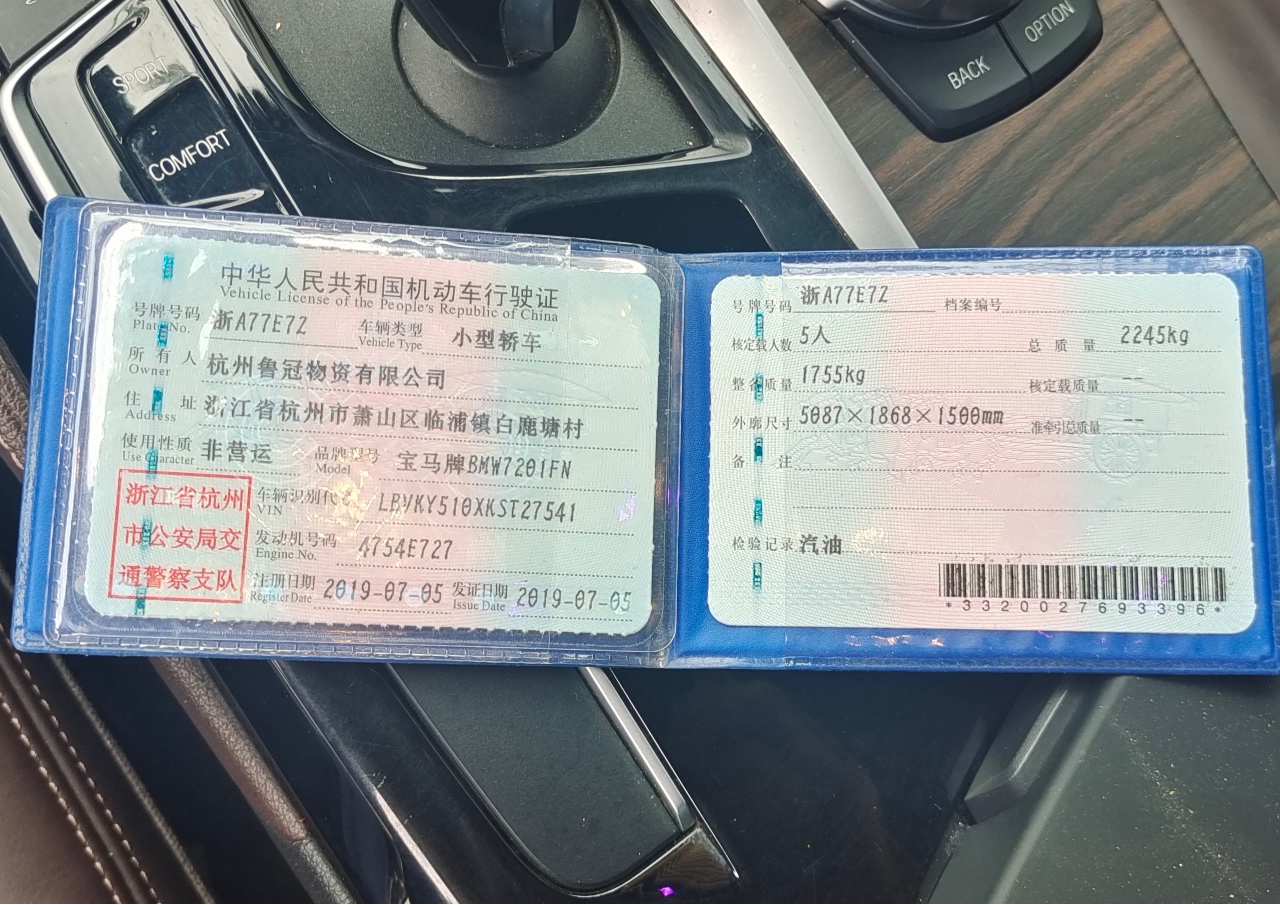 SPORT
COMFORT
BACK
OPTION
中华人民共和国机动车行驶证
Vehicle License of the People's Republic of China
号牌号码 浙A77E7Z 车辆类型 小型轿车
Plate No. Vehicle Type
所有人 杭州鲁冠物资有限公司
Owner
住址 浙江省杭州市萧山区临浦镇白鹿塘村
Address
使用性质 非营运 品牌型号 宝马牌BMW7201FN
Use Character Model
浙江省杭州
市公安局交
通警察支队
车辆识别代号 LBVKY510XKST27541
VIN
发动机号码 4754E727
Engine No.
注册日期 2019-07-05 发证日期 2019-07-05
Register Date Issue Date
号牌号码 浙A77E7Z 档案编号
核定载人数 5人 总质量 2245kg
整备质量 1755kg 核定载质量 --
外廓尺寸 5087×1868×1500mm 准牵引总质量 --
备注
检验记录 汽油
*3320027693396*